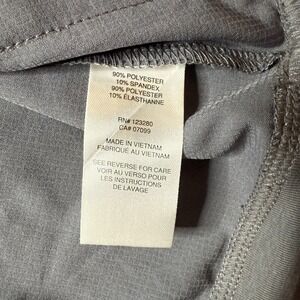 90% POLYESTER
10% SPANDEX
90% POLYESTER
10% ÉLASTHANNE
RN# 123280
CA# 07099
MADE IN VIETNAM
FABRIQUÉ AU VIETNAM
SEE REVERSE FOR CARE
VOIR AU VERSO POUR
LES INSTRUCTIONS
DE LAVAGE